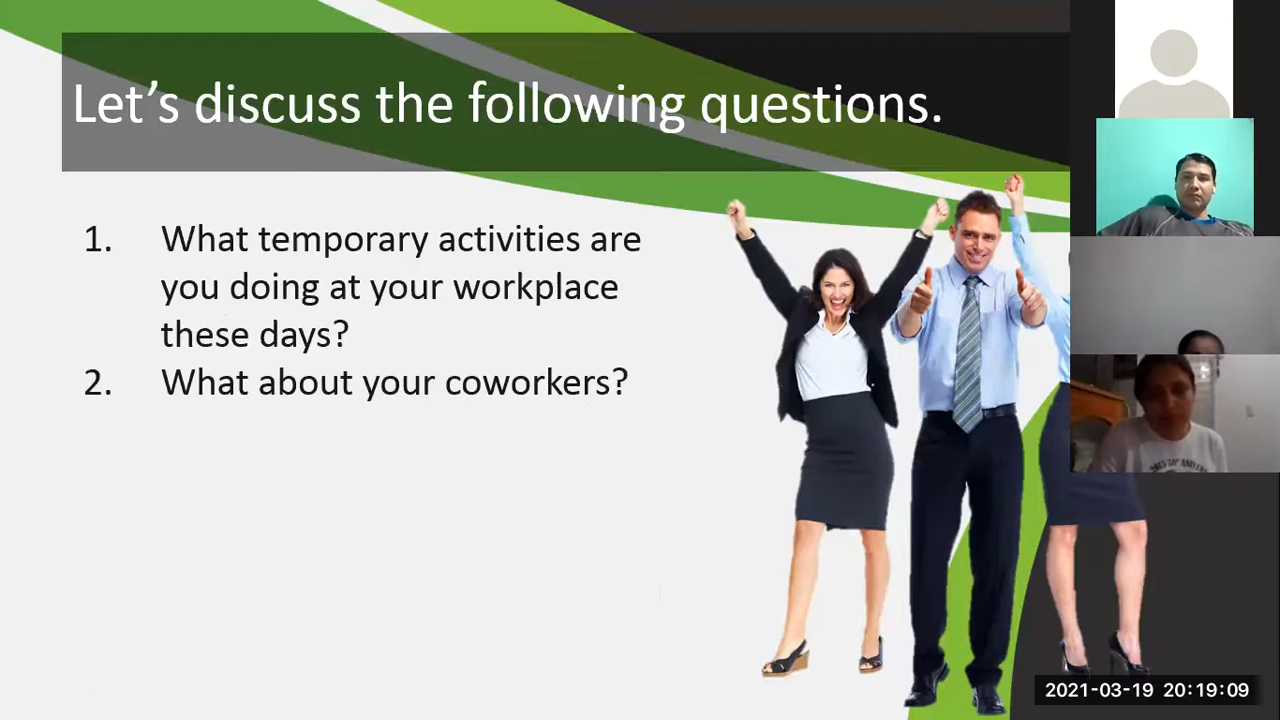 Let’s discuss the following questions.
1. What temporary activities are
you doing at your workplace
these days?
2. What about your coworkers?
2021-03-19 20:19:09